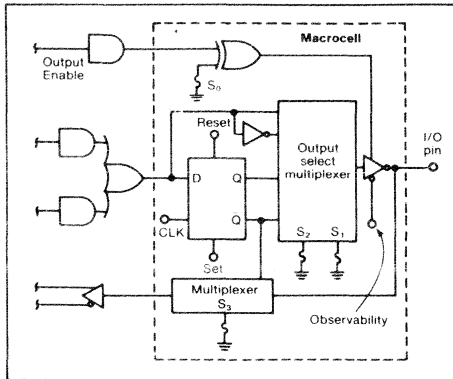 Macrocell
Output
Enable
S₀
I/O
pin
Reset
Output
select
multiplexer
D
Q
Q
CLK
S₂
S₁
Set
Multiplexer
S₃
Observability